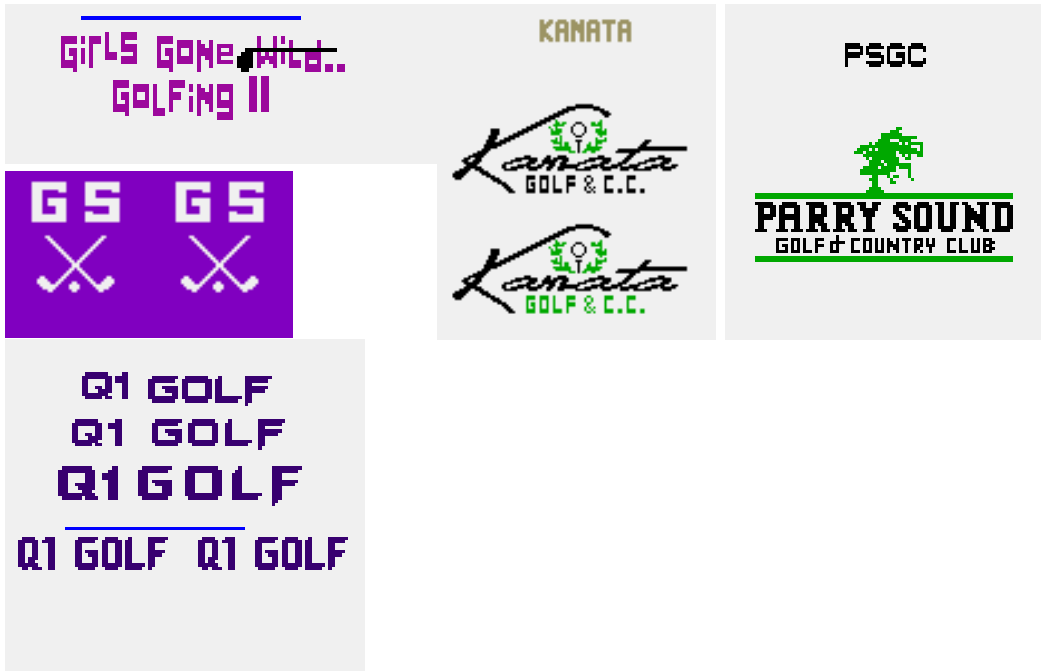 Girls Gone Wild..
Golfing II
GS GS
KANATA
Kanata
GOLF & C.C.
Kanata
GOLF & C.C.
PSGC
PARRY SOUND
GOLF & COUNTRY CLUB
Q1 GOLF
Q1 GOLF
Q1 GOLF
Q1 GOLF Q1 GOLF